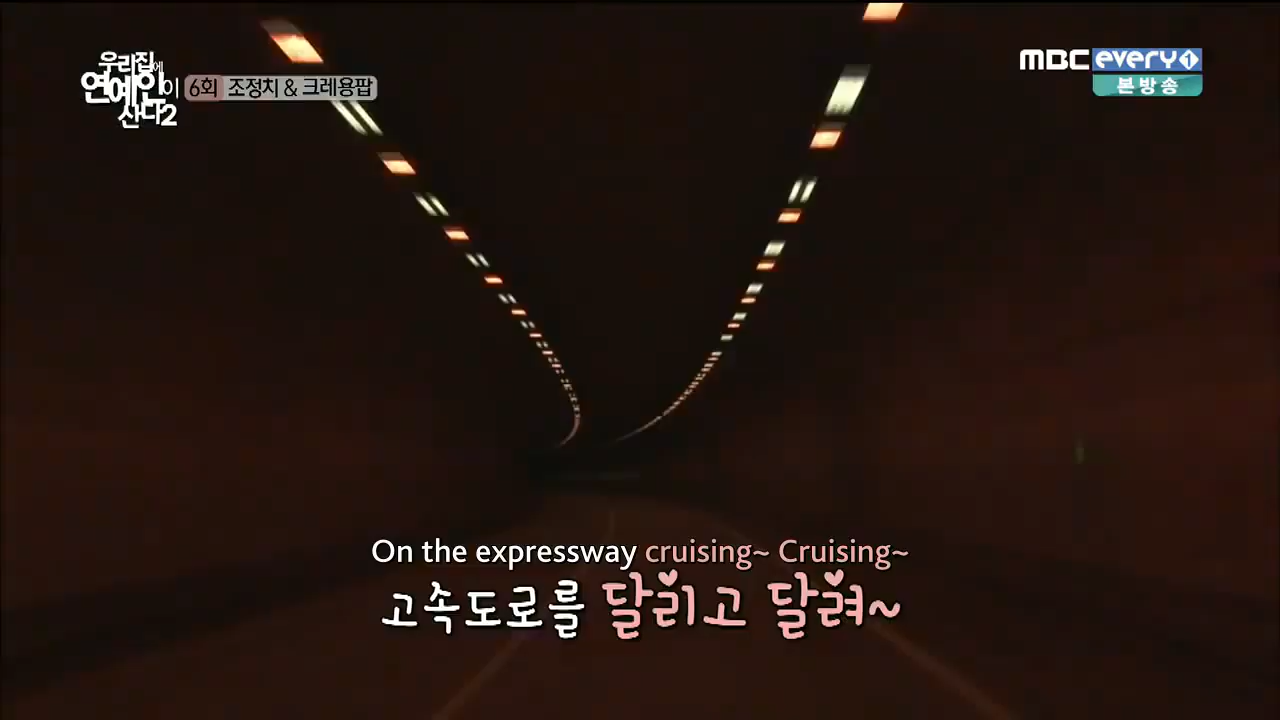 우리집에
연예인이
산다2
6회 조정치 & 크레용팝
MBC every1
본방송
On the expressway cruising~ Cruising~
고속도로를 달리고 달려~